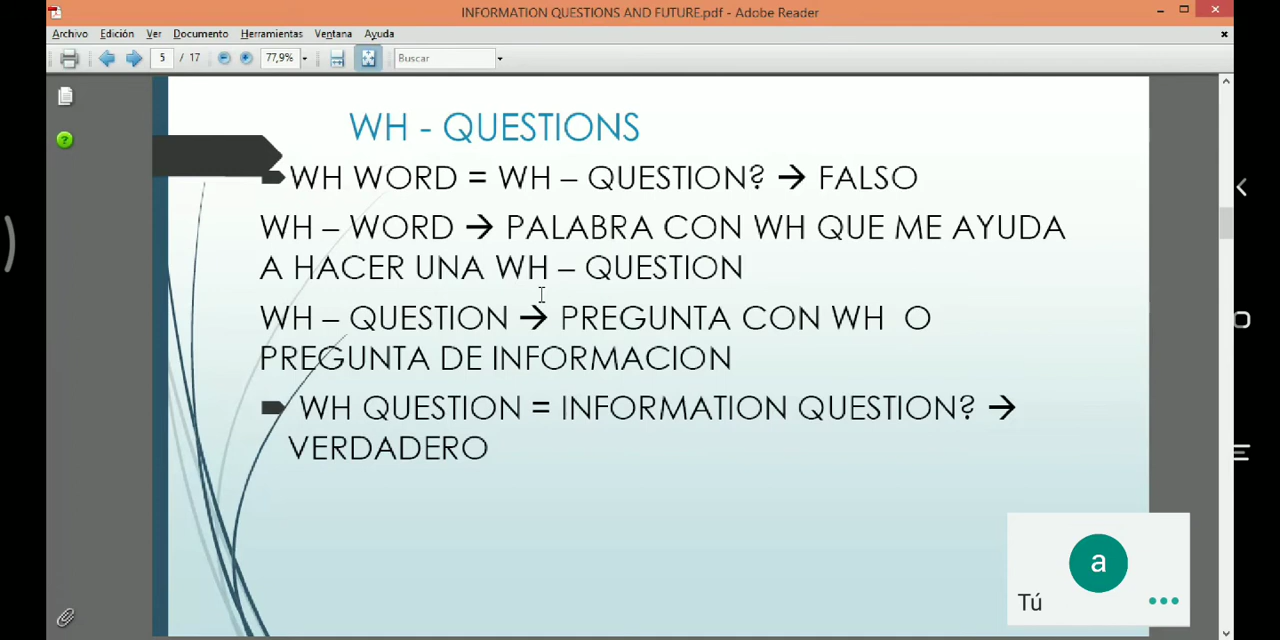 INFORMATION QUESTIONS AND FUTURE.pdf - Adobe Reader
Archivo Edición Ver Documento Herramientas Ventana Ayuda
5 / 17 77,9% Buscar
WH - QUESTIONS
WH WORD = WH – QUESTION? → FALSO
WH – WORD → PALABRA CON WH QUE ME AYUDA
A HACER UNA WH – QUESTION
WH – QUESTION → PREGUNTA CON WH O
PREGUNTA DE INFORMACION
WH QUESTION = INFORMATION QUESTION? →
VERDADERO
a
Tú